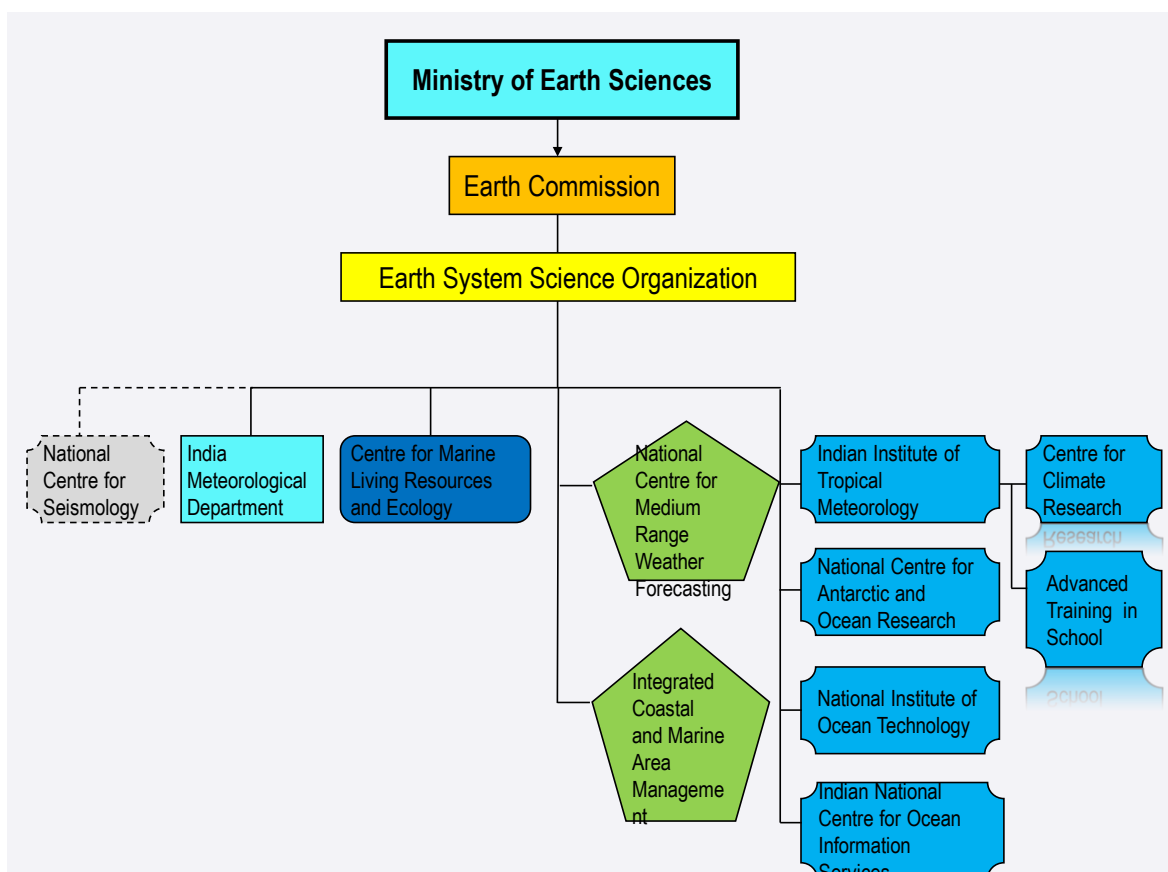 Ministry of Earth Sciences
Earth Commission
Earth System Science Organization
National
Centre for
Seismology
India
Meteorological
Department
Centre for Marine
Living Resources
and Ecology
National
Centre for
Medium
Range
Weather
Forecasting
Indian Institute of
Tropical
Meteorology
Centre for
Climate
Research
National Centre for
Antarctic and
Ocean Research
Advanced
Training in
School
Integrated
Coastal
and Marine
Area
Manageme
nt
National Institute of
Ocean Technology
Indian National
Centre for Ocean
Information
Services